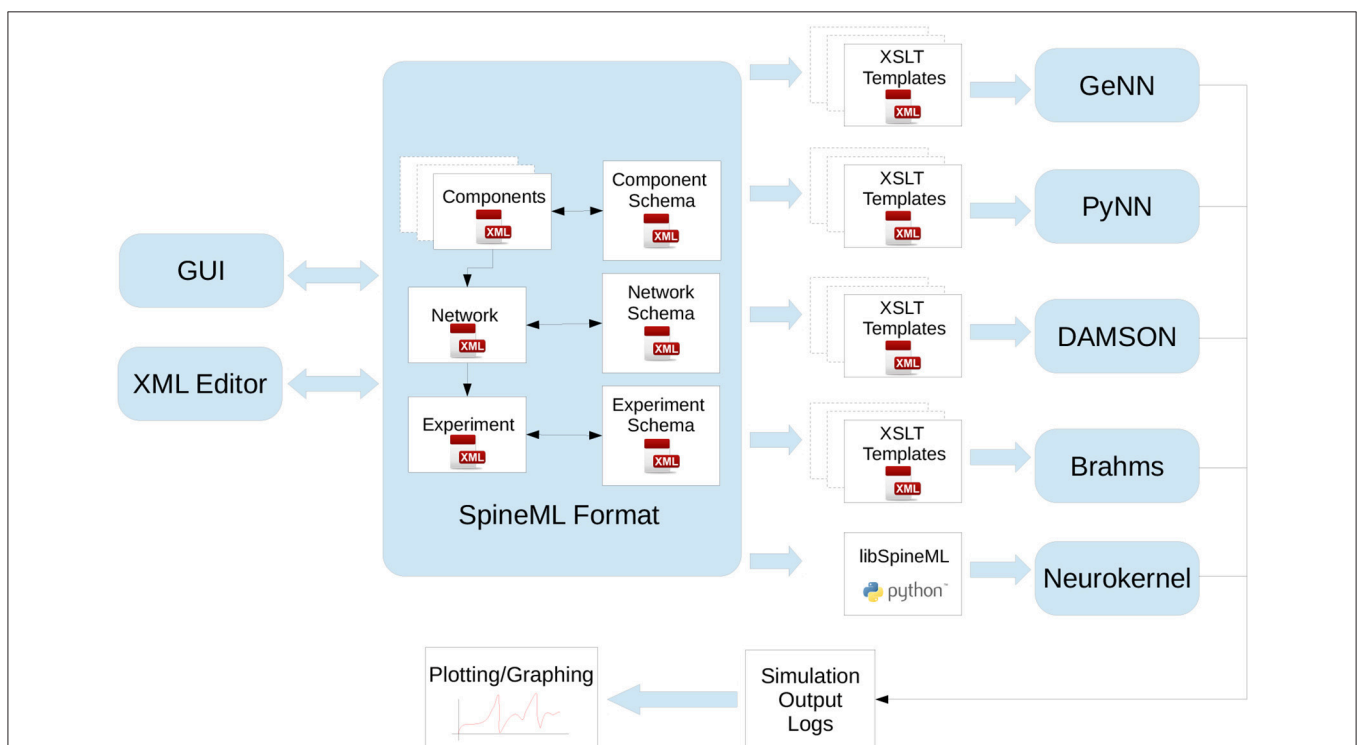 GUI
XML Editor
Components
XML
Component
Schema
XML
Network
XML
Network
Schema
XML
Experiment
XML
Experiment
Schema
XML
SpineML Format
XSLT
Templates
XML
GeNN
XSLT
Templates
XML
PyNN
XSLT
Templates
XML
DAMSON
XSLT
Templates
XML
Brahms
libSpineML
python™
Neurokernel
Plotting/Graphing
Simulation
Output
Logs